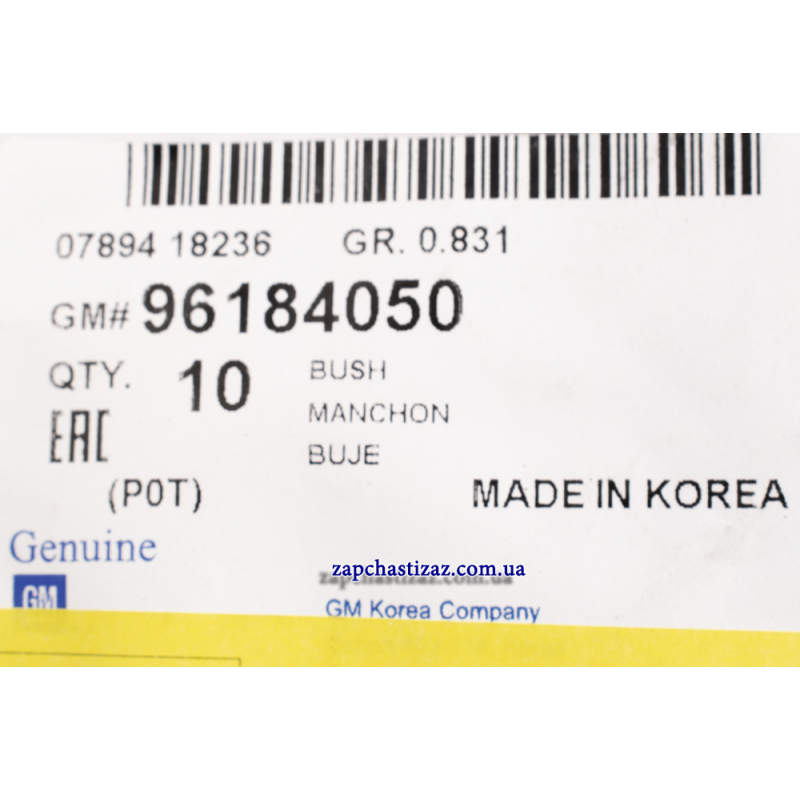 07894 18236 GR. 0.831
GM# 96184050
QTY. 10 BUSH
MANCHON
BUJE
EAC
(P0T) MADE IN KOREA
Genuine
zapchastizaz.com.ua
GM
GM Korea Company